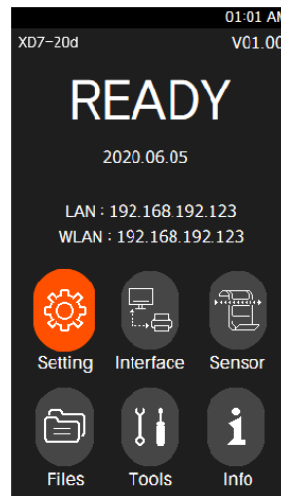 01:01 AM
XD7-20d V01.00
READY
2020.06.05
LAN : 192.168.192.123
WLAN : 192.168.192.123
Setting Interface Sensor
Files Tools Info